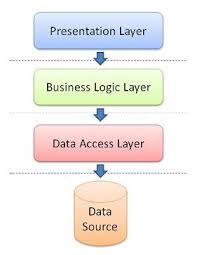 Presentation Layer
Business Logic Layer
Data Access Layer
Data
Source